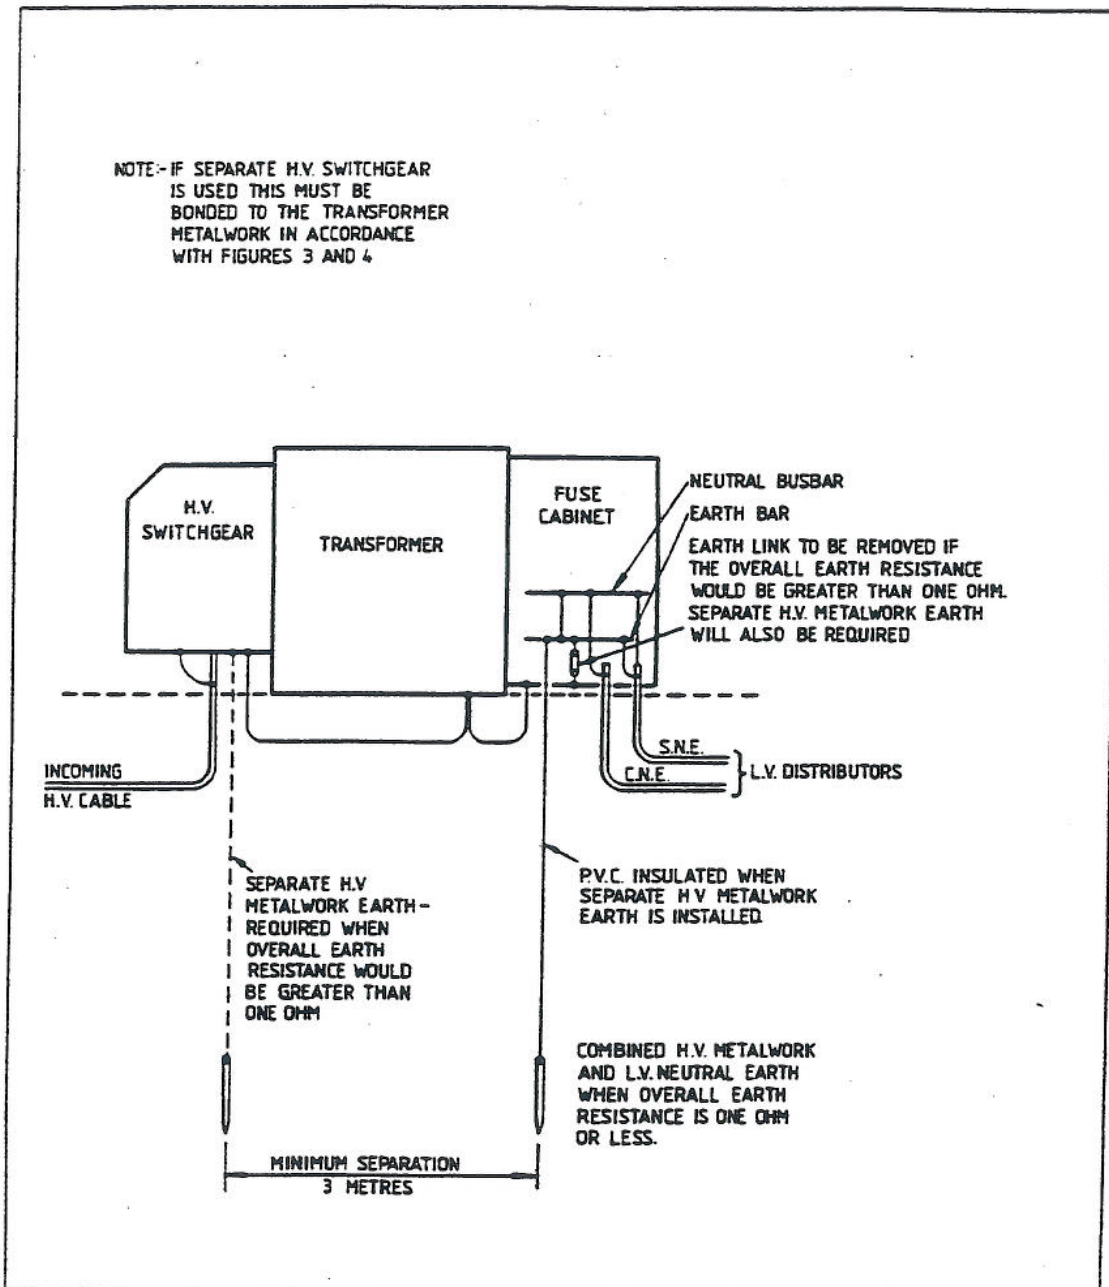 NOTE:- IF SEPARATE H.V. SWITCHGEAR
IS USED THIS MUST BE
BONDED TO THE TRANSFORMER
METALWORK IN ACCORDANCE
WITH FIGURES 3 AND 4
H.V.
SWITCHGEAR
TRANSFORMER
FUSE
CABINET
NEUTRAL BUSBAR
EARTH BAR
EARTH LINK TO BE REMOVED IF
THE OVERALL EARTH RESISTANCE
WOULD BE GREATER THAN ONE OHM.
SEPARATE H.V. METALWORK EARTH
WILL ALSO BE REQUIRED
INCOMING
H.V. CABLE
S.N.E.
C.N.E.
L.V. DISTRIBUTORS
SEPARATE H.V
METALWORK EARTH -
REQUIRED WHEN
OVERALL EARTH
RESISTANCE WOULD
BE GREATER THAN
ONE OHM
P.V.C. INSULATED WHEN
SEPARATE H V METALWORK
EARTH IS INSTALLED
COMBINED H.V. METALWORK
AND L.V. NEUTRAL EARTH
WHEN OVERALL EARTH
RESISTANCE IS ONE OHM
OR LESS.
MINIMUM SEPARATION
3 METRES